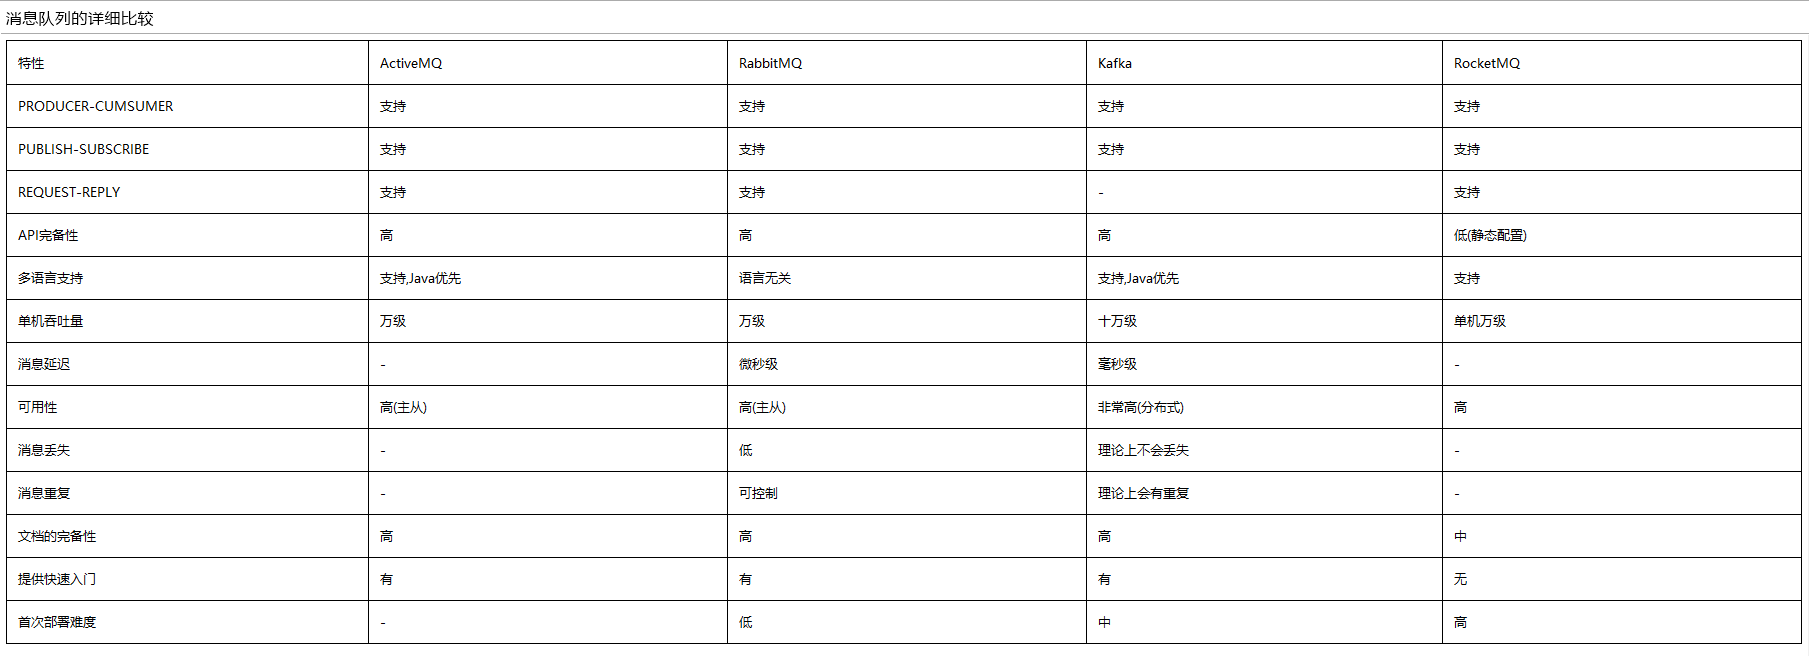 消息队列的详细比较
特性 ActiveMQ RabbitMQ Kafka RocketMQ
PRODUCER-CUMSUMER 支持 支持 支持 支持
PUBLISH-SUBSCRIBE 支持 支持 支持 支持
REQUEST-REPLY 支持 支持 - 支持
API完备性 高 高 高 低(静态配置)
多语言支持 支持,Java优先 语言无关 支持,Java优先 支持
单机吞吐量 万级 万级 十万级 单机万级
消息延迟 - 微秒级 毫秒级 -
可用性 高(主从) 高(主从) 非常高(分布式) 高
消息丢失 - 低 理论上不会丢失 -
消息重复 - 可控制 理论上会有重复 -
文档的完备性 高 高 高 中
提供快速入门 有 有 有 无
首次部署难度 - 低 中 高